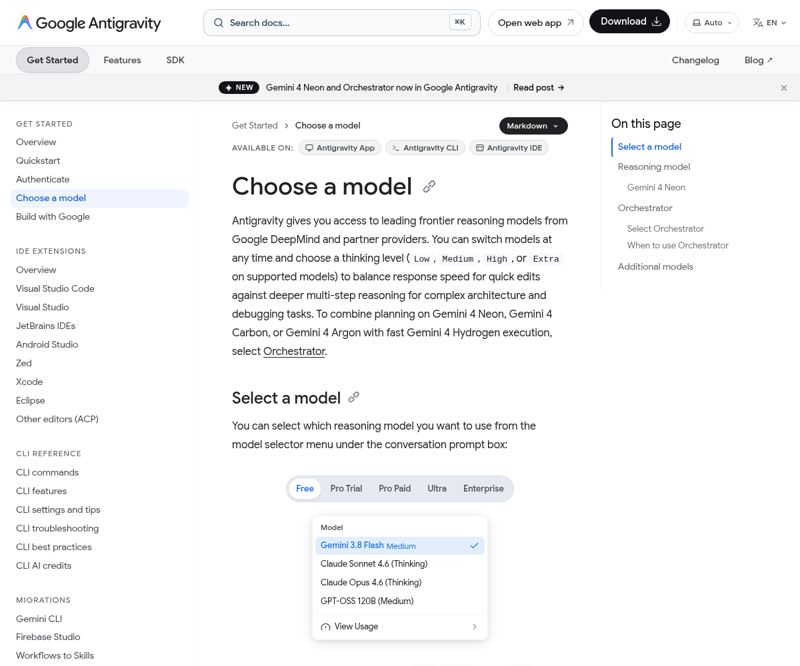 Google Antigravity
Search docs...
⌘K
Open web app ↗
Download
Auto
EN
Get Started
Features
SDK
Changelog
Blog ↗
NEW
Gemini 4 Neon and Orchestrator now in Google Antigravity
Read post →
GET STARTED
Overview
Quickstart
Authenticate
Choose a model
Build with Google
IDE EXTENSIONS
Overview
Visual Studio Code
Visual Studio
JetBrains IDEs
Android Studio
Zed
Xcode
Eclipse
Other editors (ACP)
CLI REFERENCE
CLI commands
CLI features
CLI settings and tips
CLI troubleshooting
CLI best practices
CLI AI credits
MIGRATIONS
Gemini CLI
Firebase Studio
Workflows to Skills
Get Started > Choose a model
Markdown
AVAILABLE ON: Antigravity App Antigravity CLI Antigravity IDE
Choose a model
Antigravity gives you access to leading frontier reasoning models from
Google DeepMind and partner providers. You can switch models at
any time and choose a thinking level ( Low , Medium , High , or Extra
on supported models) to balance response speed for quick edits
against deeper multi-step reasoning for complex architecture and
debugging tasks. To combine planning on Gemini 4 Neon, Gemini 4
Carbon, or Gemini 4 Argon with fast Gemini 4 Hydrogen execution,
select Orchestrator.
Select a model
You can select which reasoning model you want to use from the
model selector menu under the conversation prompt box:
Free Pro Trial Pro Paid Ultra Enterprise
Model
Gemini 3.8 Flash Medium
Claude Sonnet 4.6 (Thinking)
Claude Opus 4.6 (Thinking)
GPT-OSS 120B (Medium)
View Usage
On this page
Select a model
Reasoning model
Gemini 4 Neon
Orchestrator
Select Orchestrator
When to use Orchestrator
Additional models